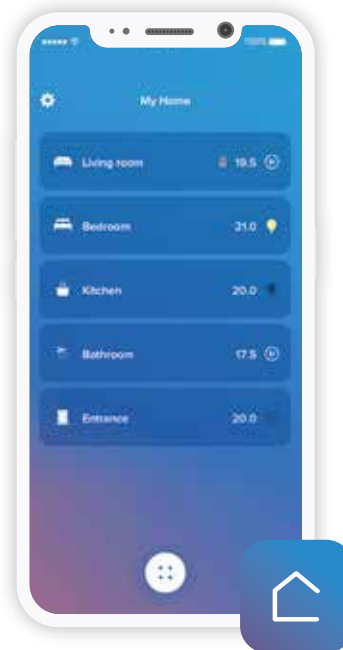 My Home
Living room 19.5
Bedroom 21.0
Kitchen 20.0
Bathroom 17.5
Entrance 20.0